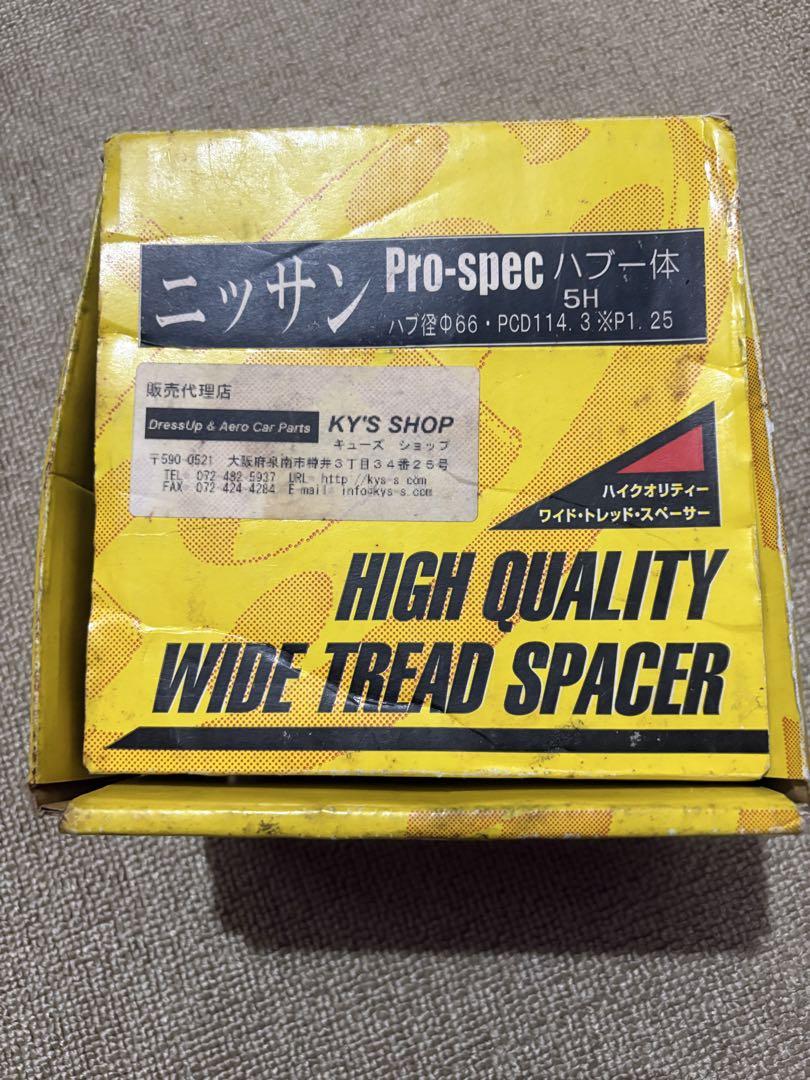 ニッサン Pro-spec ハブ一体
5H
ハブ径Φ66・PCD114.3※P1.25
販売代理店
DressUp & Aero Car Parts KY'S SHOP
キューズ ショップ
〒590-0521 大阪府泉南市樽井3丁目34番25号
TEL 072 482 5937 URL http://kys-s.com
FAX 072 424 4284 E-mail info@kys-s.com
ハイクオリティー
ワイド・トレッド・スペーサー
HIGH QUALITY
WIDE TREAD SPACER